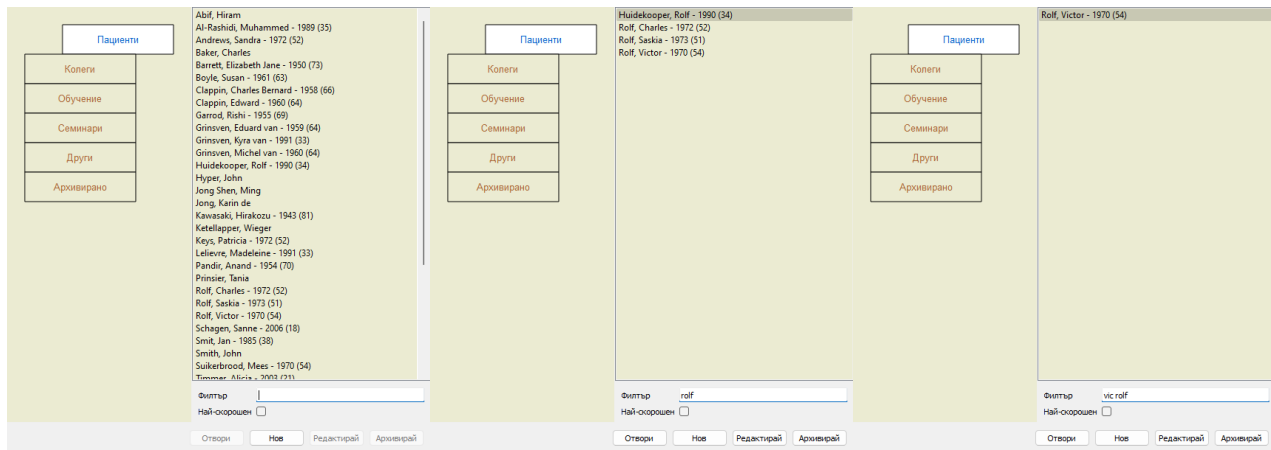 Пациенти
Колеги
Обучение
Семинари
Други
Архивирано
Abif, Hiram
Al-Rashidi, Muhammed - 1989 (35)
Andrews, Sandra - 1972 (52)
Baker, Charles
Barrett, Elizabeth Jane - 1950 (73)
Boyle, Susan - 1961 (63)
Clappin, Charles Bernard - 1958 (66)
Clappin, Edward - 1960 (64)
Garrod, Rishi - 1955 (69)
Grinsven, Eduard van - 1959 (64)
Grinsven, Kyra van - 1991 (33)
Grinsven, Michel van - 1960 (64)
Huidekooper, Rolf - 1990 (34)
Hyper, John
Jong Shen, Ming
Jong, Karin de
Kawasaki, Hirakozu - 1943 (81)
Ketellapper, Wieger
Keys, Patricia - 1972 (52)
Lelievre, Madeleine - 1991 (33)
Pandir, Anand - 1954 (70)
Prinsier, Tania
Rolf, Charles - 1972 (52)
Rolf, Saskia - 1973 (51)
Rolf, Victor - 1970 (54)
Schagen, Sanne - 2006 (18)
Smit, Jan - 1985 (38)
Smith, John
Suikerbrood, Mees - 1970 (54)
Timmer, Alicia - 2003 (21)
Филтър
Най-скорошен
Отвори Нов Редактирай Архивирай
Пациенти
Колеги
Обучение
Семинари
Други
Архивирано
Huidekooper, Rolf - 1990 (34)
Rolf, Charles - 1972 (52)
Rolf, Saskia - 1973 (51)
Rolf, Victor - 1970 (54)
Филтър rolf
Най-скорошен
Отвори Нов Редактирай Архивирай
Пациенти
Колеги
Обучение
Семинари
Други
Архивирано
Rolf, Victor - 1970 (54)
Филтър vic rolf
Най-скорошен
Отвори Нов Редактирай Архивирай